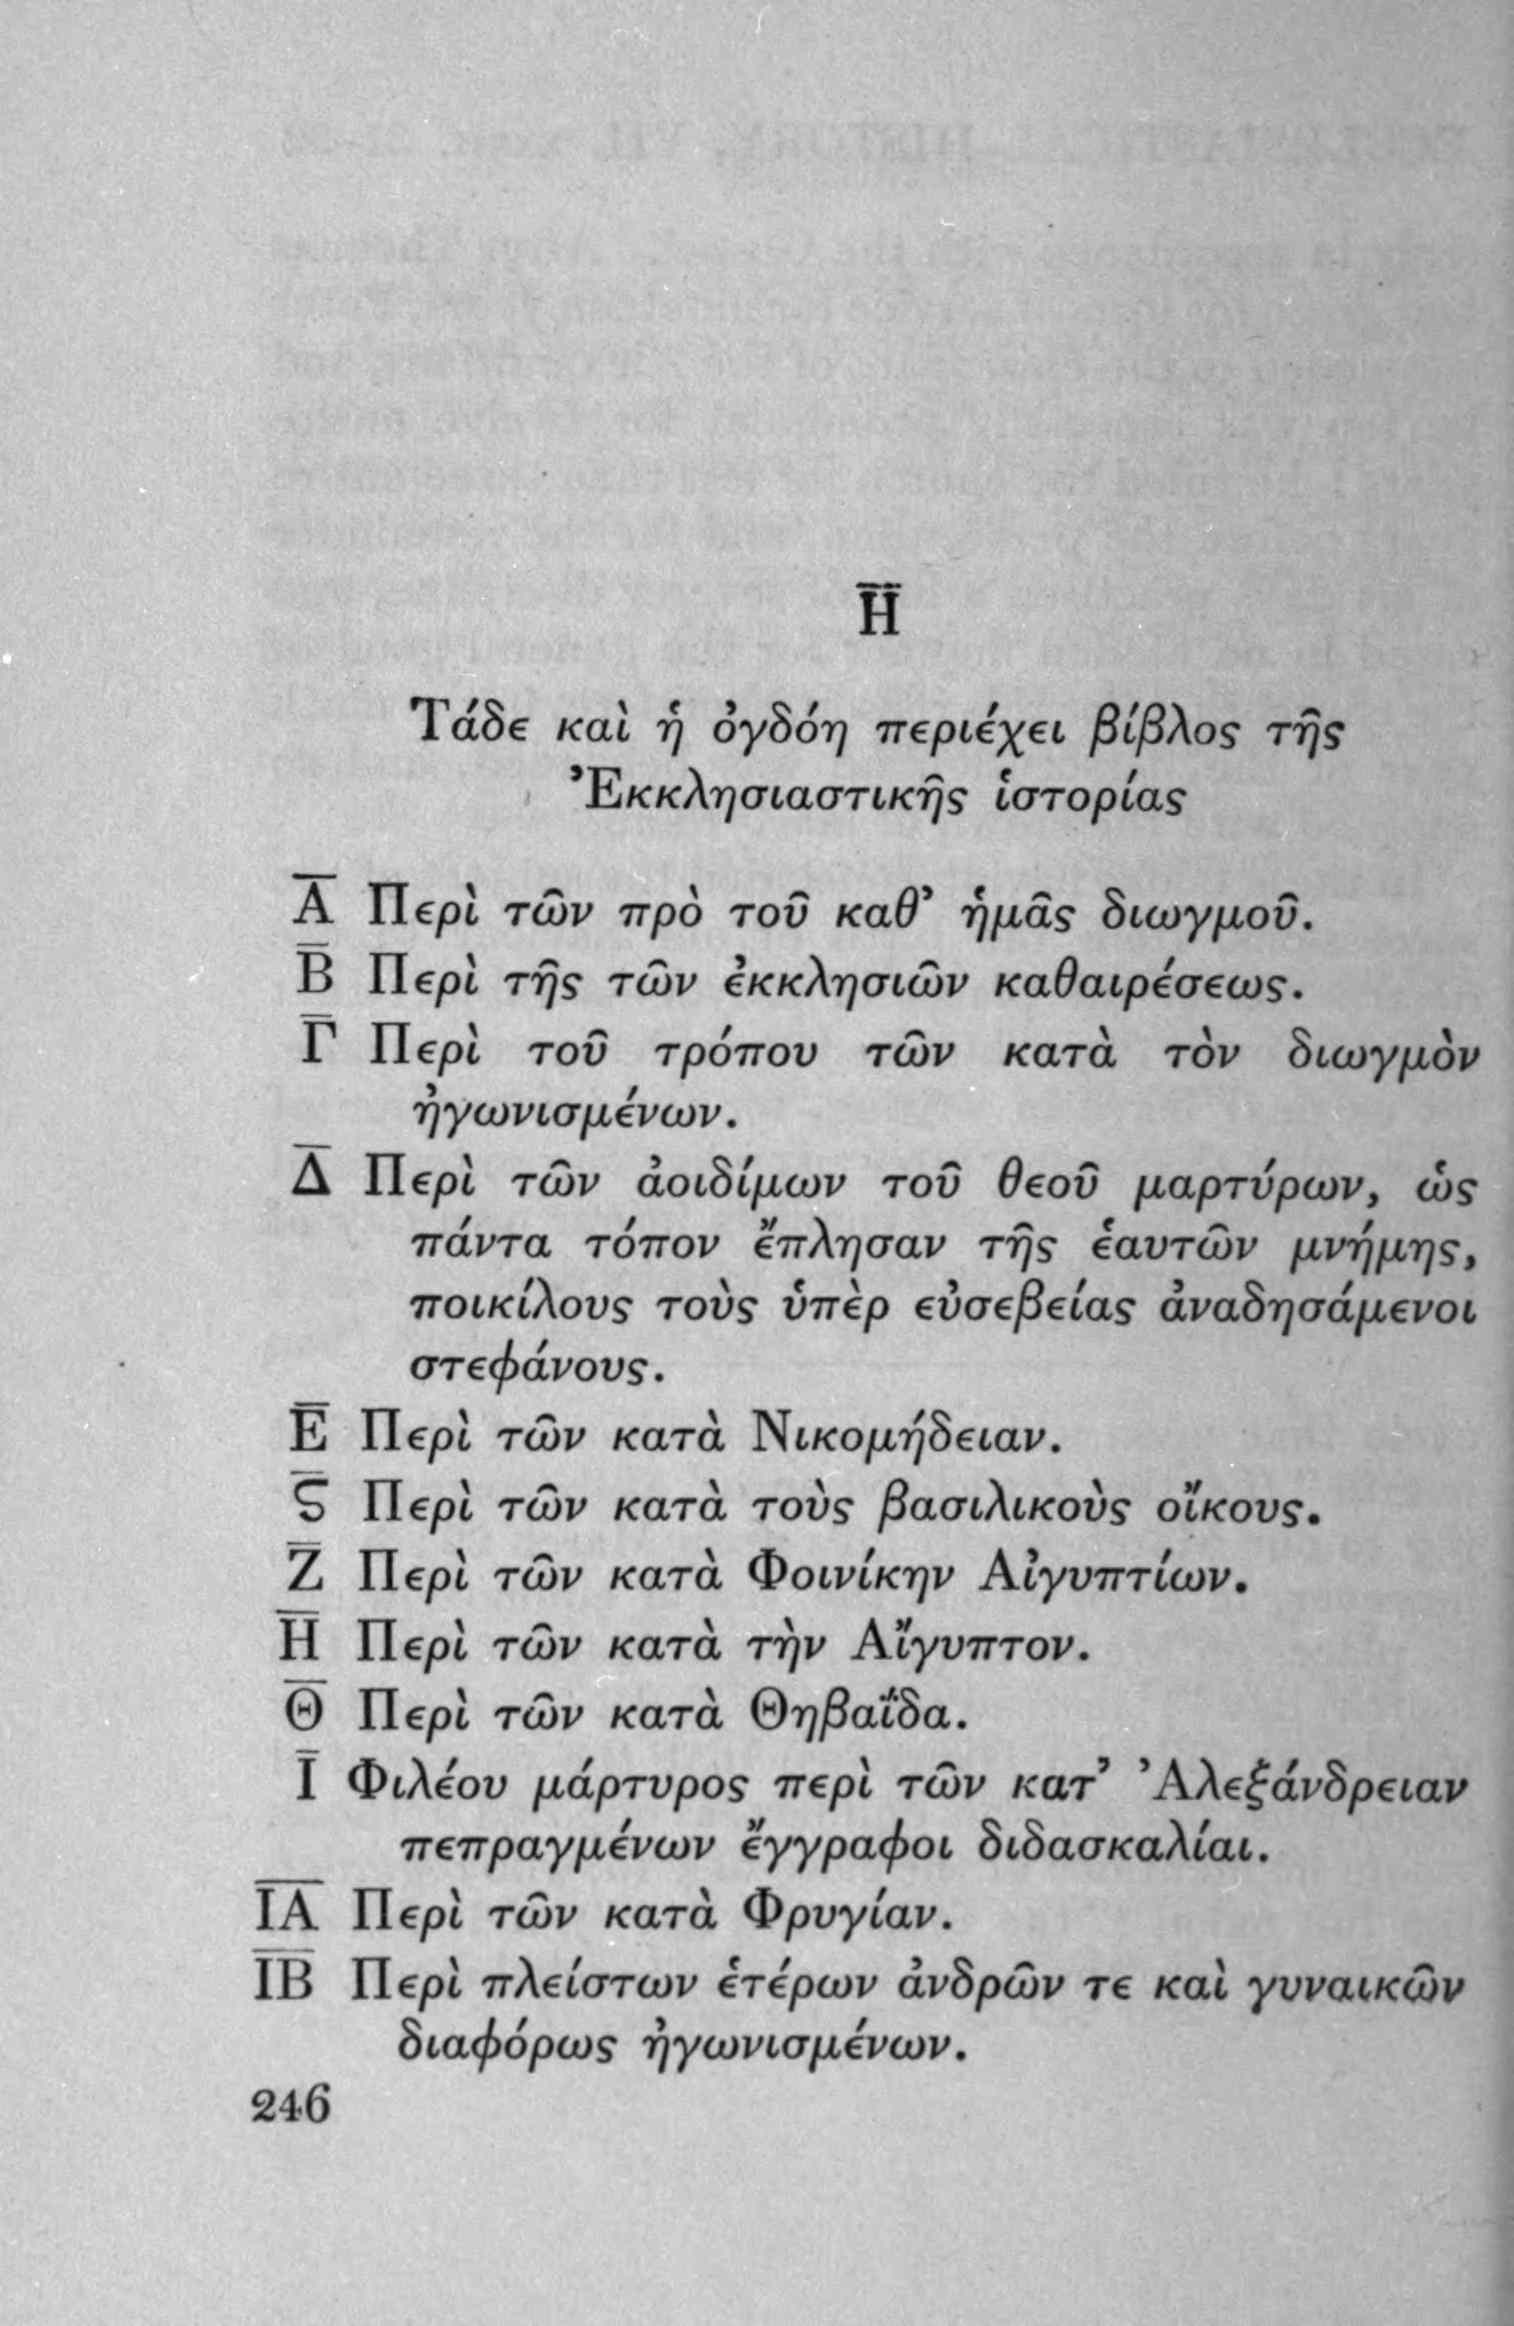 Η̅
Τάδε καὶ ἡ ὀγδόη περιέχει βίβλος τῆς
Ἐκκλησιαστικῆς ἱστορίας
Α̅ Περὶ τῶν πρὸ τοῦ καθ’ ἡμᾶς διωγμοῦ.
Β̅ Περὶ τῆς τῶν ἐκκλησιῶν καθαιρέσεως.
Γ̅ Περὶ τοῦ τρόπου τῶν κατὰ τὸν διωγμὸν
ἠγωνισμένων.
Δ̅ Περὶ τῶν ἀοιδίμων τοῦ θεοῦ μαρτύρων, ὡς
πάντα τόπον ἔπλησαν τῆς ἑαυτῶν μνήμης,
ποικίλους τοὺς ὑπὲρ εὐσεβείας ἀναδησάμενοι
στεφάνους.
Ε̅ Περὶ τῶν κατὰ Νικομήδειαν.
Ϛ̅ Περὶ τῶν κατὰ τοὺς βασιλικοὺς οἴκους.
Ζ̅ Περὶ τῶν κατὰ Φοινίκην Αἰγυπτίων.
Η̅ Περὶ τῶν κατὰ τὴν Αἴγυπτον.
Θ̅ Περὶ τῶν κατὰ Θηβαΐδα.
Ι̅ Φιλέου μάρτυρος περὶ τῶν κατ’ Ἀλεξάνδρειαν
πεπραγμένων ἔγγραφοι διδασκαλίαι.
Ι̅Α̅ Περὶ τῶν κατὰ Φρυγίαν.
Ι̅Β̅ Περὶ πλείστων ἑτέρων ἀνδρῶν τε καὶ γυναικῶν
διαφόρως ἠγωνισμένων.
246